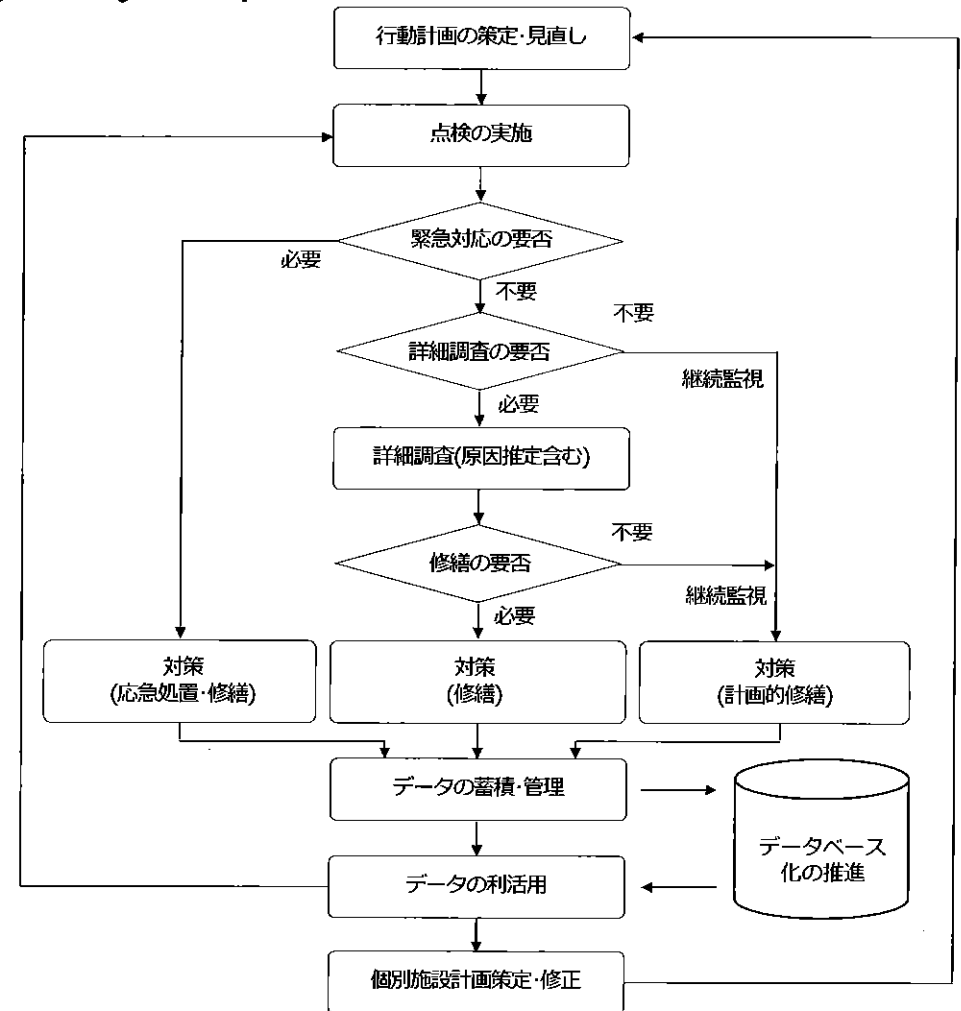 行動計画の策定・見直し
点検の実施
緊急対応の要否
必要
不要
不要
詳細調査の要否
継続監視
必要
詳細調査(原因推定含む)
不要
修繕の要否
継続監視
必要
対策
(応急処置・修繕)
対策
(修繕)
対策
(計画的修繕)
データの蓄積・管理
データベース
化の推進
データの利活用
個別施設計画策定・修正